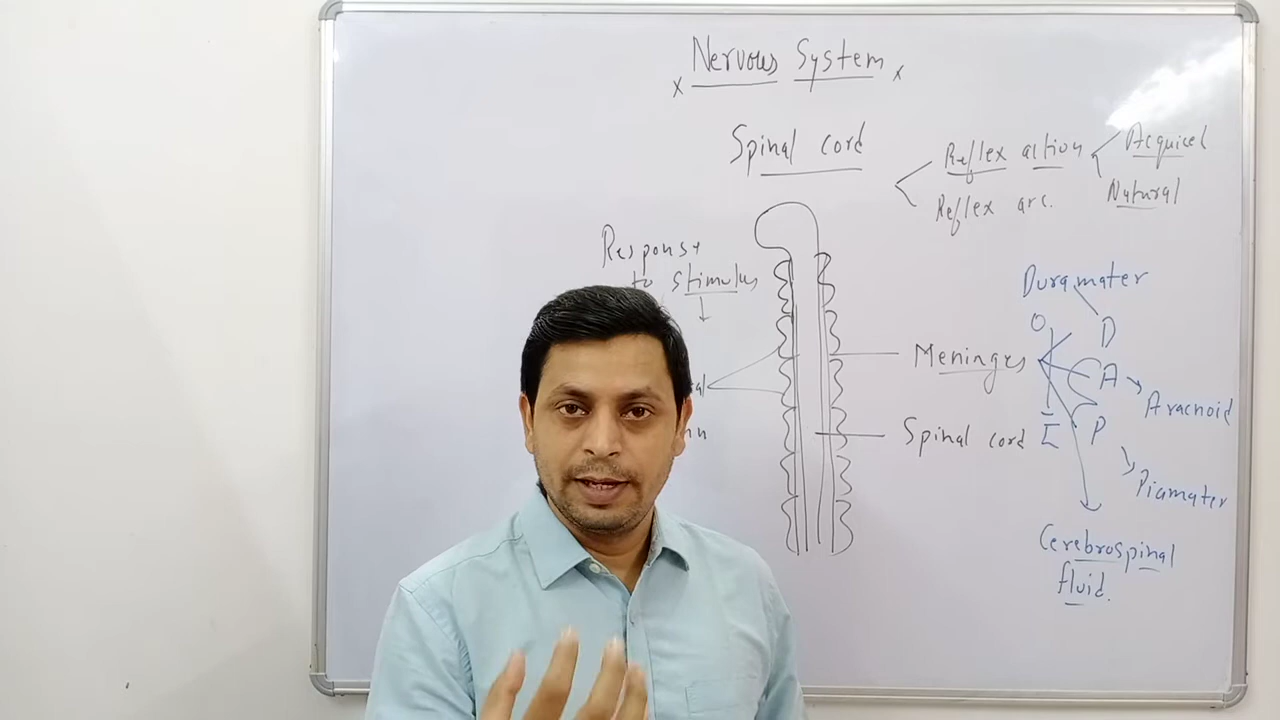 Nervous System
Spinal cord
Reflex action
Acquired
Natural
Reflex arc.
Response
to stimulus
Duramater
O
D
Meninges
A
Aracnoid
Spinal cord
I
P
Piamater
Cerebrospinal
fluid.